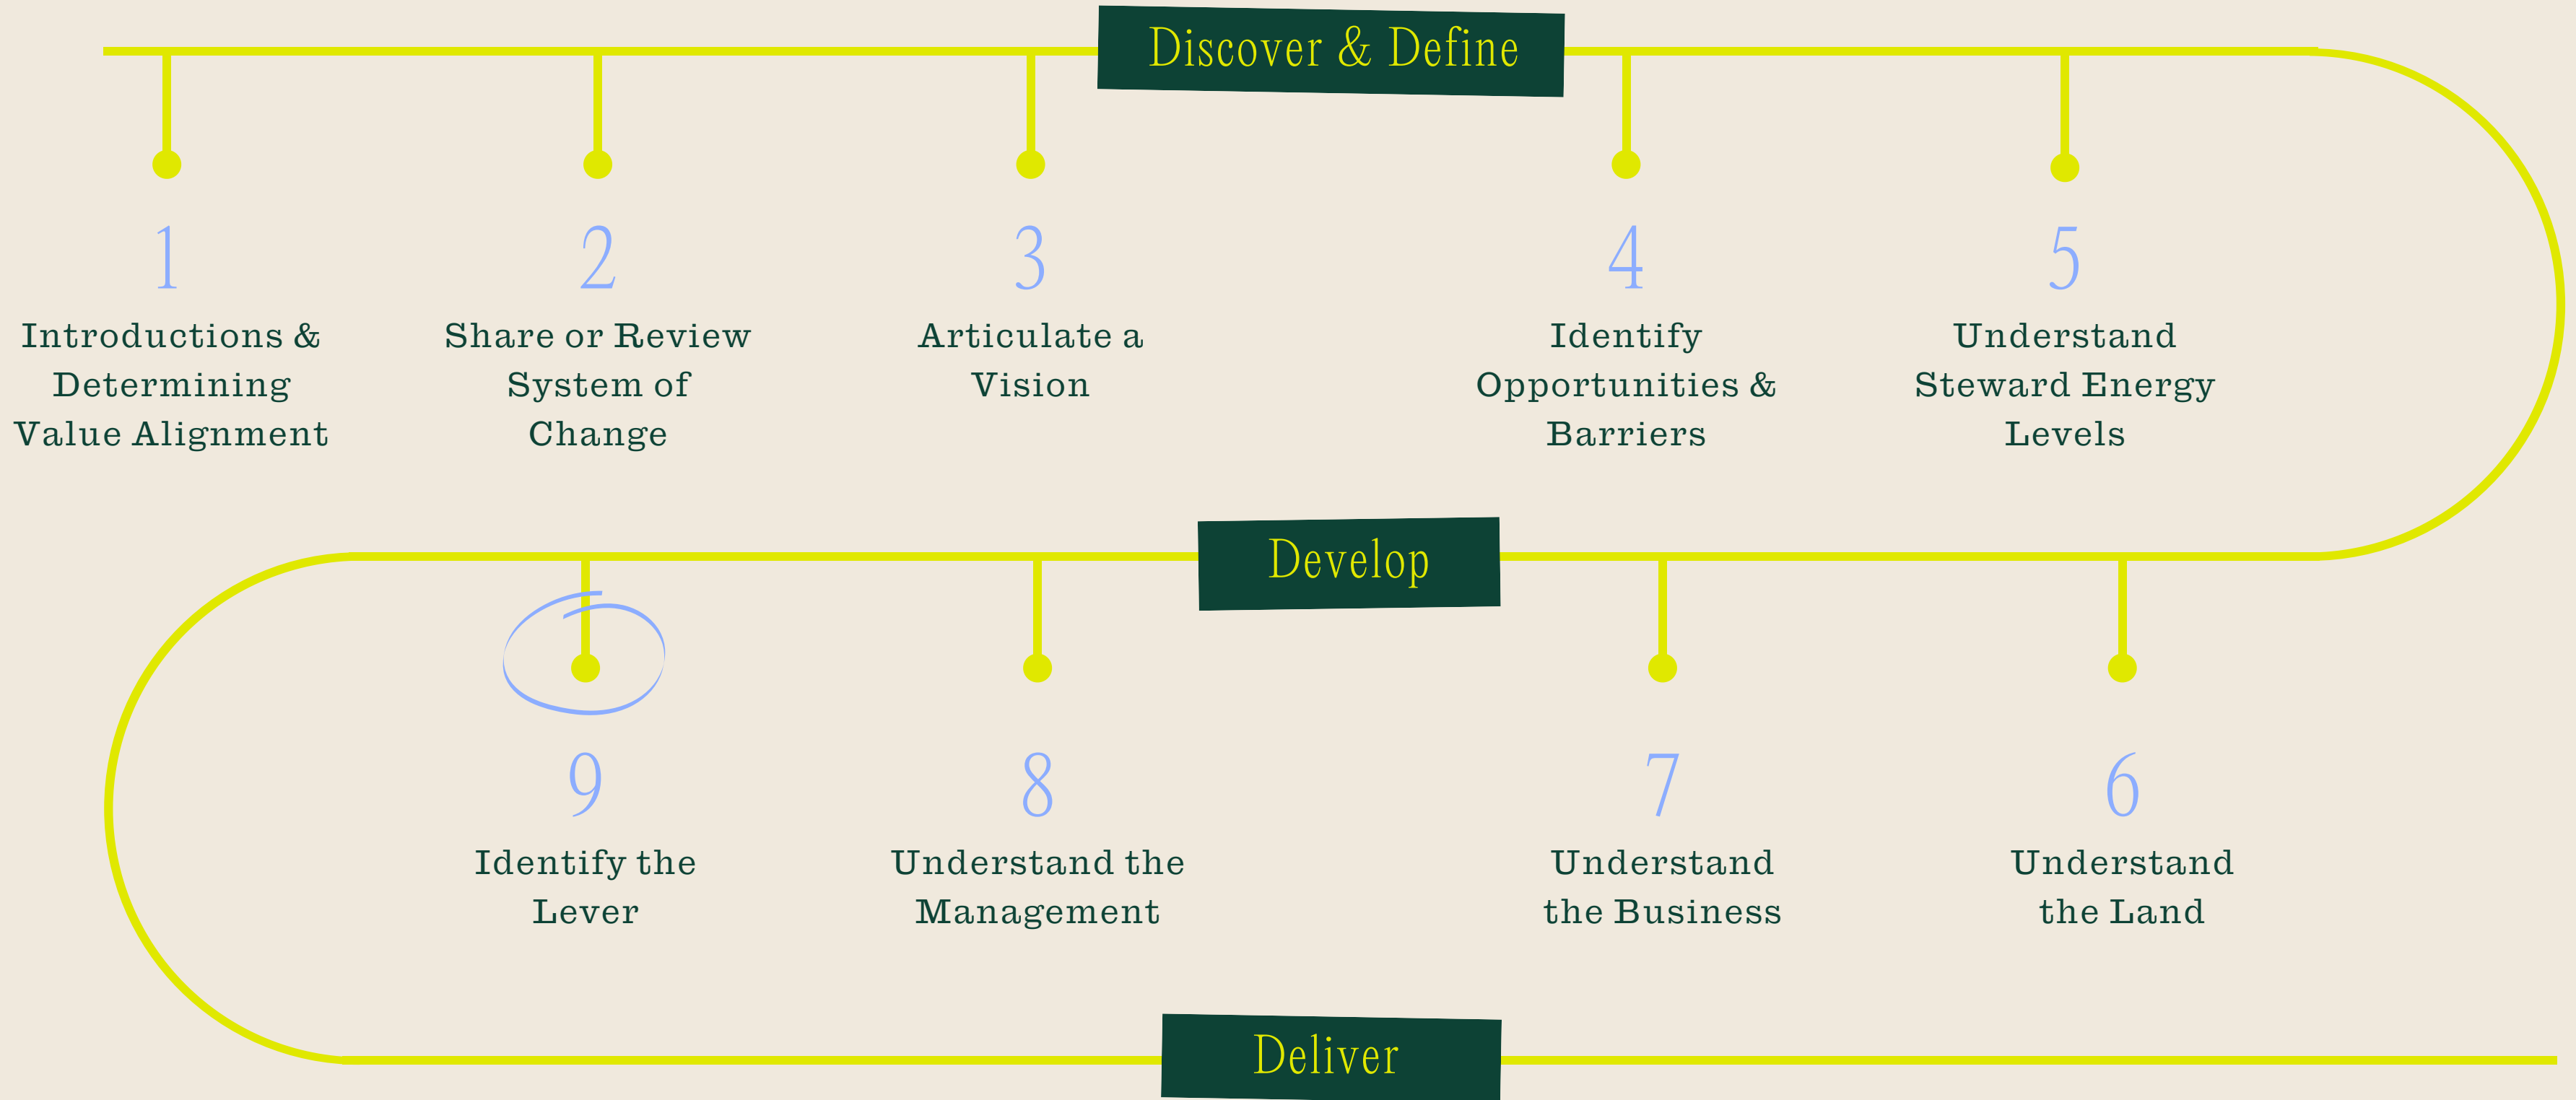 Discover & Define
1
Introductions &
Determining
Value Alignment
2
Share or Review
System of
Change
3
Articulate a
Vision
4
Identify
Opportunities &
Barriers
5
Understand
Steward Energy
Levels
Develop
9
Identify the
Lever
8
Understand the
Management
7
Understand
the Business
6
Understand
the Land
Deliver